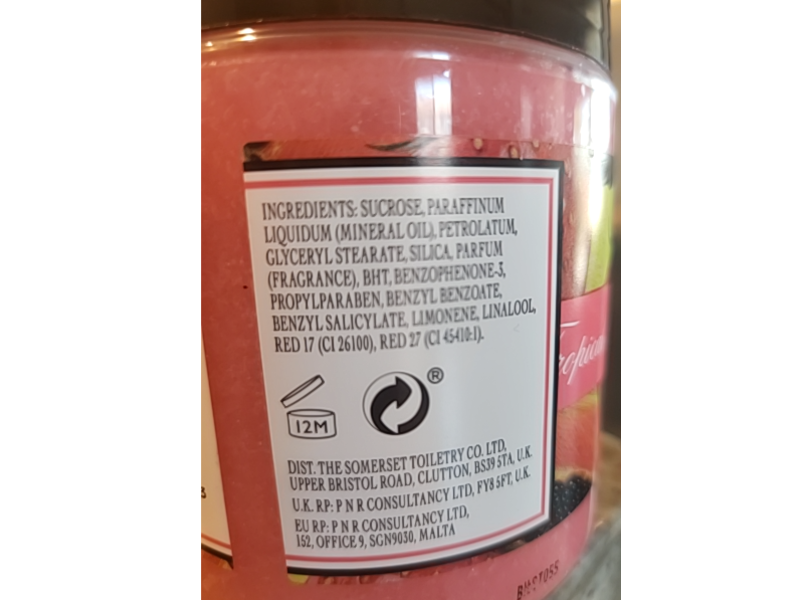 INGREDIENTS: SUCROSE, PARAFFINUM
LIQUIDUM (MINERAL OIL), PETROLATUM,
GLYCERYL STEARATE, SILICA, PARFUM
(FRAGRANCE), BHT, BENZOPHENONE-3,
PROPYLPARABEN, BENZYL BENZOATE,
BENZYL SALICYLATE, LIMONENE, LINALOOL,
RED 17 (CI 26100), RED 27 (CI 45410:1).
®
12M
DIST. THE SOMERSET TOILETRY CO. LTD,
UPPER BRISTOL ROAD, CLUTTON, BS39 5TA, U.K.
U.K. RP: P N R CONSULTANCY LTD, FY8 5FT, U.K.
EU RP: P N R CONSULTANCY LTD,
152, OFFICE 9, SGN9030, MALTA